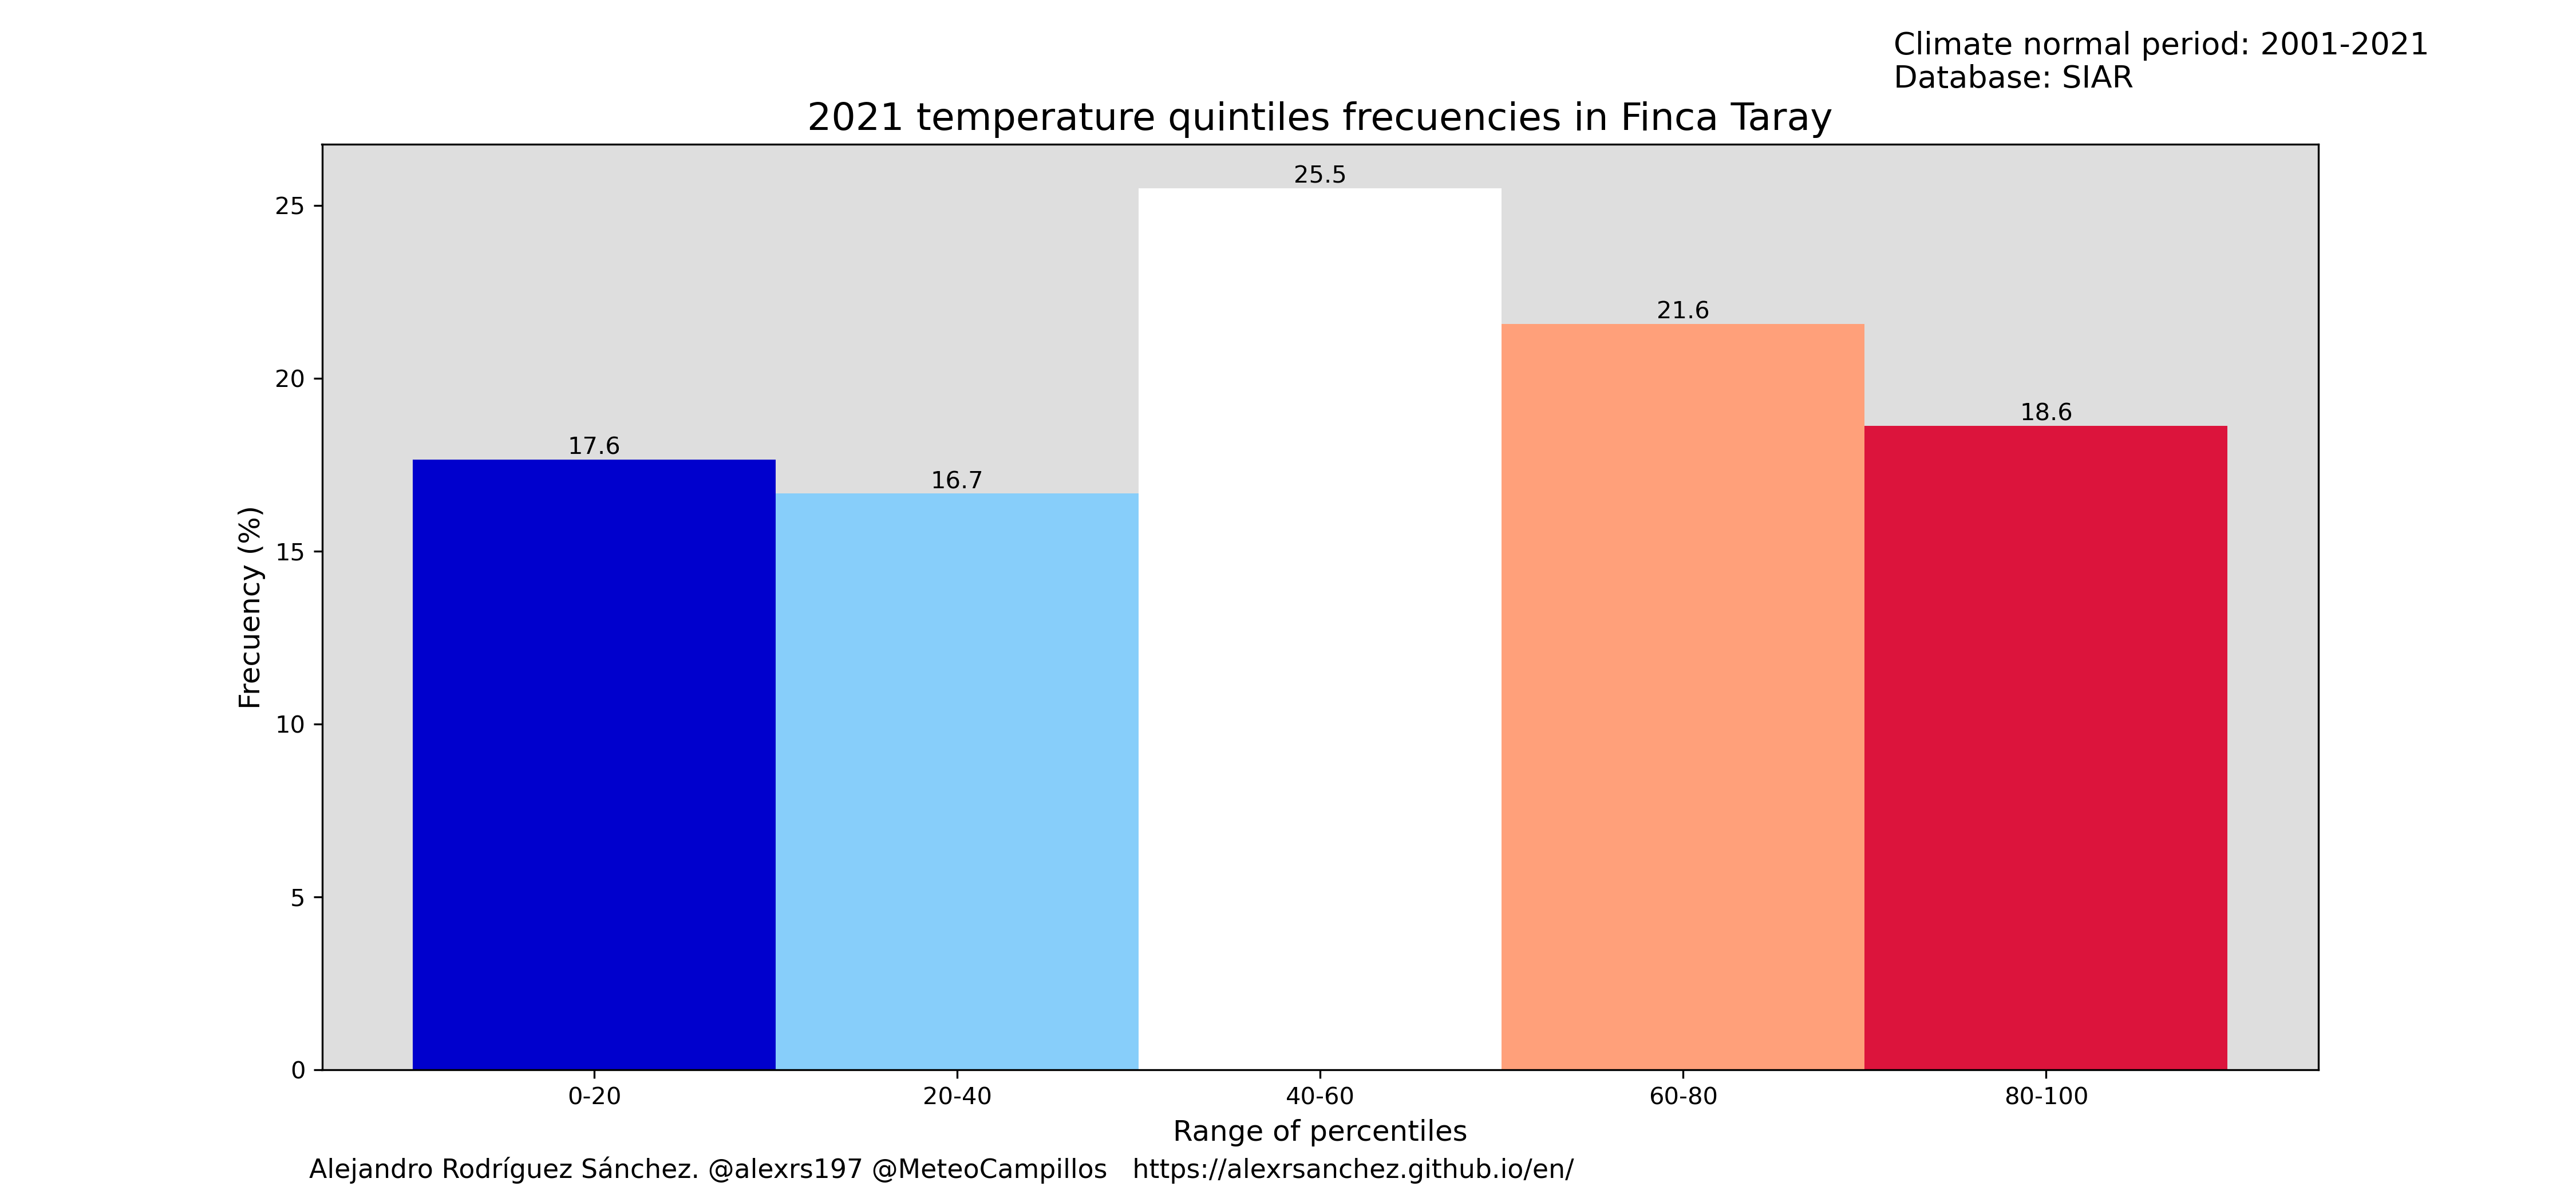 Climate normal period: 2001-2021
Database: SIAR
2021 temperature quintiles frecuencies in Finca Taray
25.5
25
21.6
20
18.6
17.6
16.7
Frecuency (%)
15
10
5
0
0-20 20-40 40-60 60-80 80-100
Range of percentiles
Alejandro Rodríguez Sánchez. @alexrs197 @MeteoCampillos https://alexrsanchez.github.io/en/